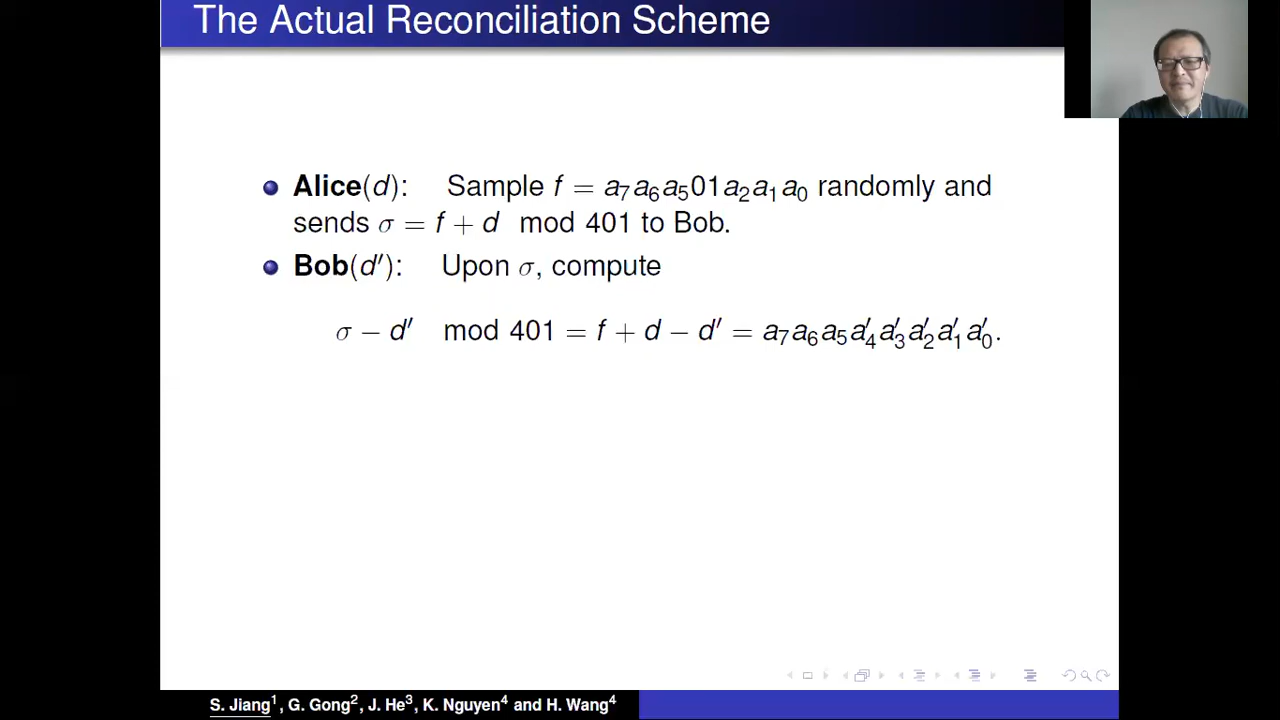 The Actual Reconciliation Scheme
Alice(d): Sample f = a₇a₆a₅01a₂a₁a₀ randomly and
sends σ = f + d mod 401 to Bob.
Bob(d′): Upon σ, compute
σ − d′ mod 401 = f + d − d′ = a₇a₆a₅a′₄a′₃a′₂a′₁a′₀.
S. Jiang¹, G. Gong², J. He³, K. Nguyen⁴ and H. Wang⁴